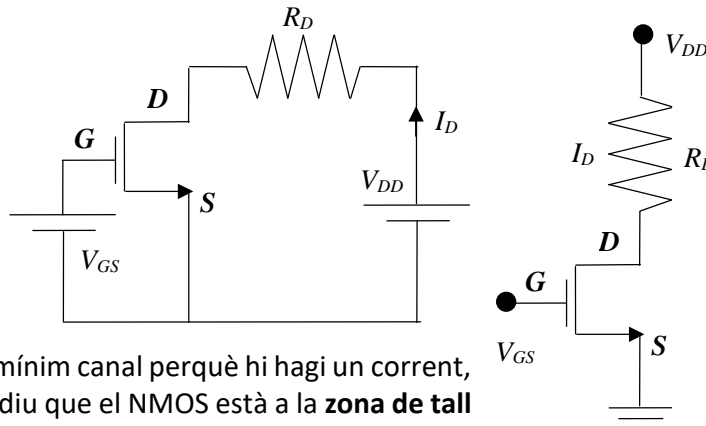 R_D
D
G
I_D
V_DD
S
V_GS
V_DD
I_D
D
G
V_GS
S
mínim canal perquè hi hagi un corrent,
diu que el NMOS està a la zona de tall